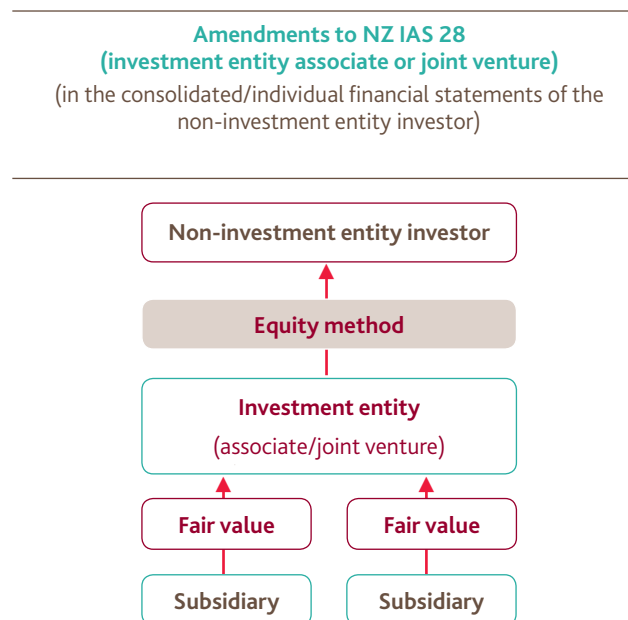 Amendments to NZ IAS 28
(investment entity associate or joint venture)
(in the consolidated/individual financial statements of the
non-investment entity investor)
Non-investment entity investor
Equity method
Investment entity
(associate/joint venture)
Fair value
Fair value
Subsidiary
Subsidiary